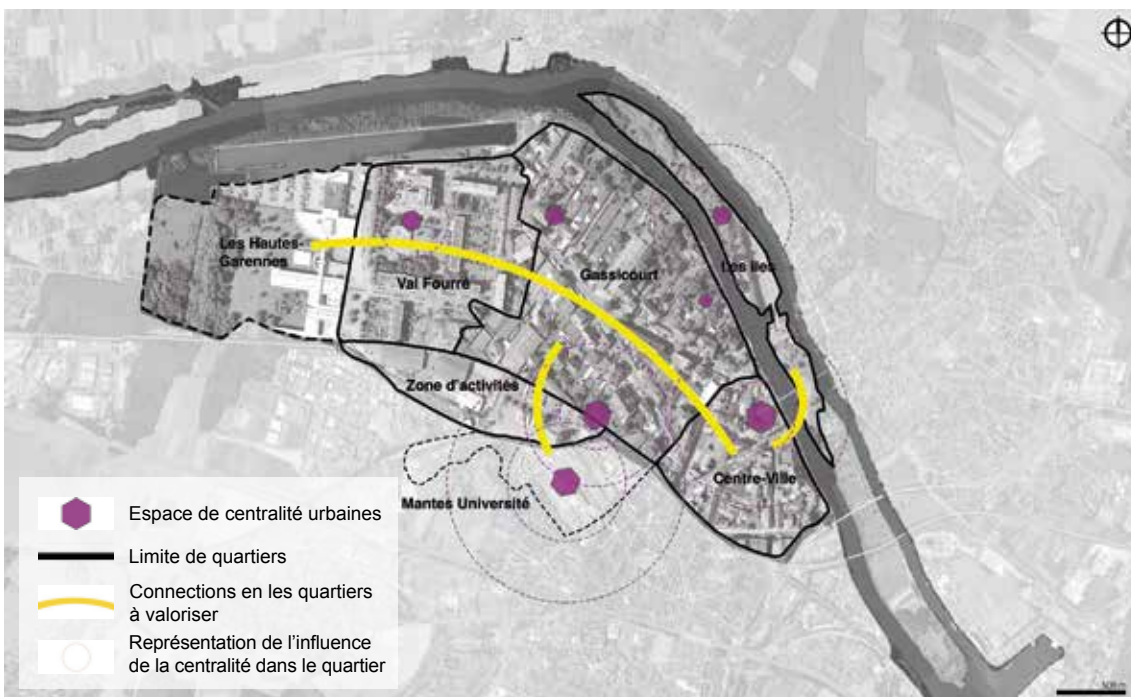 Les Hautes-
Garennes
Val Fourré
Gassicourt
Les Iles
Zone d'activités
Mantes Université
Centre-Ville
Espace de centralité urbaines
Limite de quartiers
Connections en les quartiers
à valoriser
Représentation de l'influence
de la centralité dans le quartier